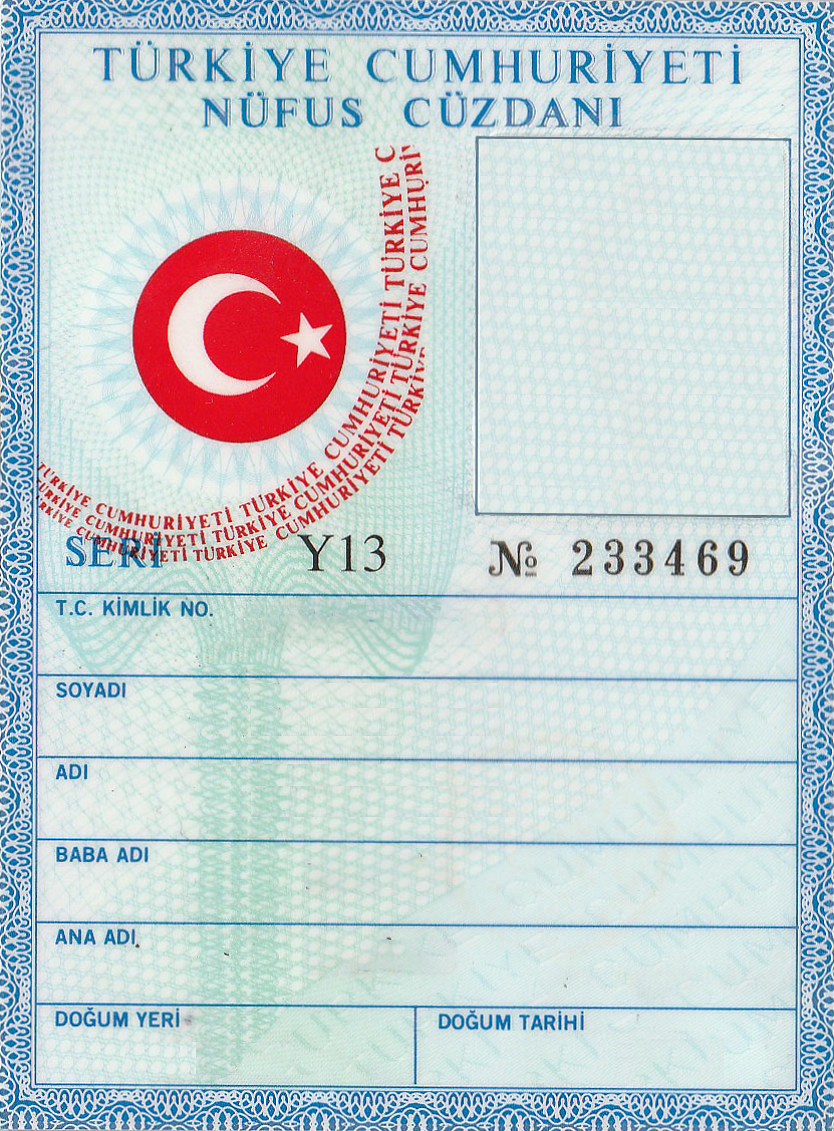 TÜRKİYE CUMHURİYETİ
NÜFUS CÜZDANI
TÜRKİYE CUMHURİYETİ TÜRKİYE CUMHURİYETİ TÜRKİYE C
TÜRKİYE CUMHURİYETİ TÜRKİYE CUMHURİYETİ TÜRKİYE CUMHURİ
TÜRKİYE CUMHURİYETİ TÜRKİYE CUMHURİYETİ TÜRKİYE
SERİ Y13 № 233469
T.C. KİMLİK NO.
SOYADI
ADI
BABA ADI
ANA ADI
DOĞUM YERİ DOĞUM TARİHİ